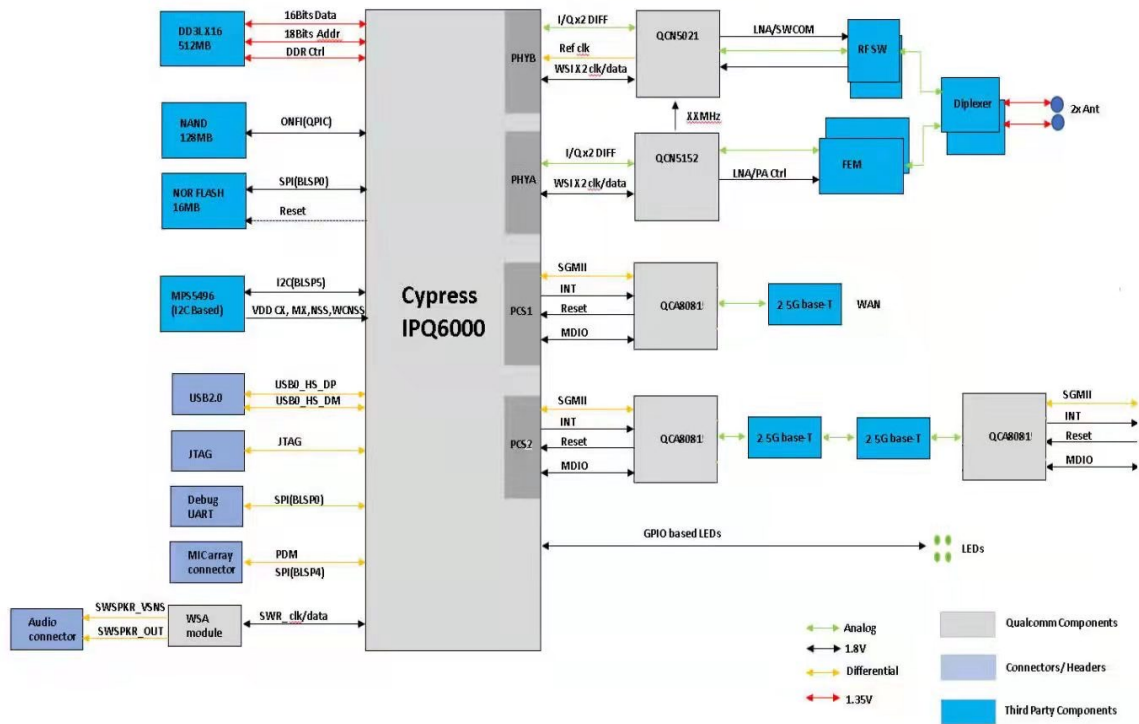 DD3LX16
512MB
16Bits Data
18Bits Addr
DDR Ctrl
NAND
128MB
ONFI(QPIC)
NOR FLASH
16MB
SPI(BLSP0)
Reset
MPS5496
(I2C Based)
I2C(BLSP5)
VDD CX, MX,NSS,WCNSS
USB2.0
USB0_HS_DP
USB0_HS_DM
JTAG
JTAG
Debug
UART
SPI(BLSP0)
MIC array
connector
PDM
SPI(BLSP4)
Audio
connector
SWSPKR_VSNS
SWSPKR_OUT
WSA
module
SWR_clk/data
Cypress
IPQ6000
PHYB
I/Qx2 DIFF
Ref clk
WSI X2 clk/data
QCN5021
LNA/SWCOM
RFSW
Diplexer
2x Ant
XXMHz
PHYA
I/Qx2 DIFF
WSI X2 clk/data
QCN5152
LNA/PA Ctrl
FEM
PCS1
SGMII
INT
Reset
MDIO
QCA8081
2.5G base-T
WAN
PCS2
SGMII
INT
Reset
MDIO
QCA8081
2.5G base-T
2.5G base-T
QCA8081
SGMII
INT
Reset
MDIO
GPIO based LEDs
LEDs
Analog
1.8V
Differential
1.35V
Qualcomm Components
Connectors/Headers
Third Party Components